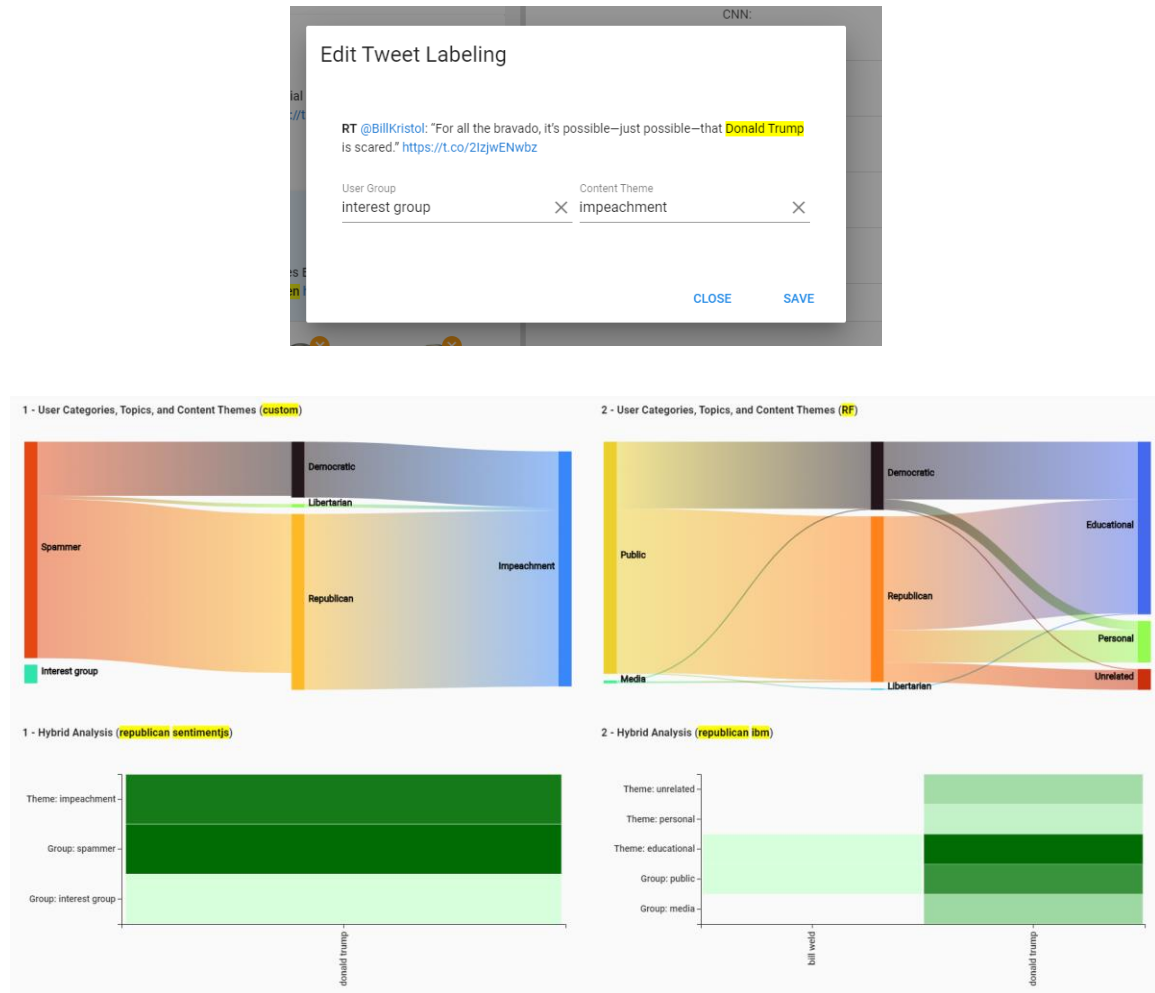 CNN:
Edit Tweet Labeling
ial
://t
RT @BillKristol: “For all the bravado, it's possible—just possible—that Donald Trump
is scared.” https://t.co/2IzjwENwbz
User Group
Content Theme
interest group
impeachment
es E
en h
CLOSE
SAVE
1 - User Categories, Topics, and Content Themes (custom)
Spammer
Interest group
Democratic
Libertarian
Republican
Impeachment
2 - User Categories, Topics, and Content Themes (RF)
Public
Media
Democratic
Republican
Libertarian
Educational
Personal
Unrelated
1 - Hybrid Analysis (republican sentimentjs)
Theme: impeachment
Group: spammer
Group: interest group
donald trump
2 - Hybrid Analysis (republican ibm)
Theme: unrelated
Theme: personal
Theme: educational
Group: public
Group: media
bill weld
donald trump